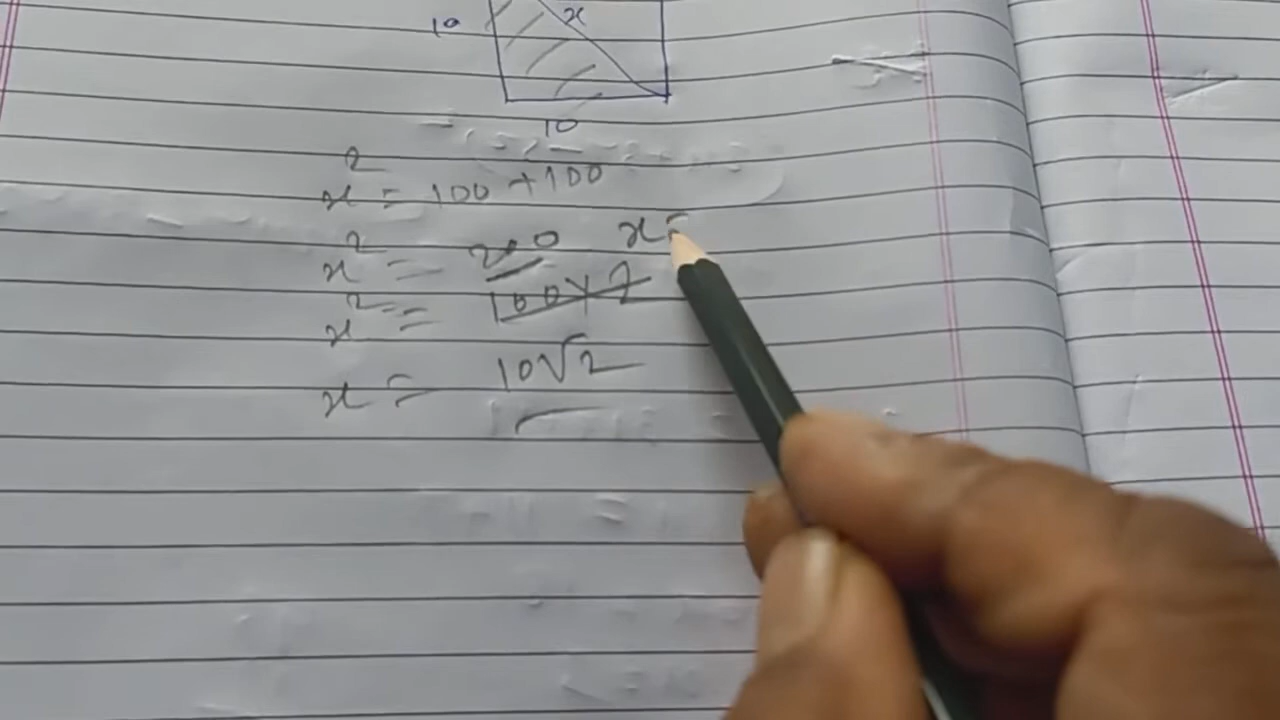 10
x
10
x² = 100 + 100
x² = 200 x =
x² = 100 × 2
x = 10√2